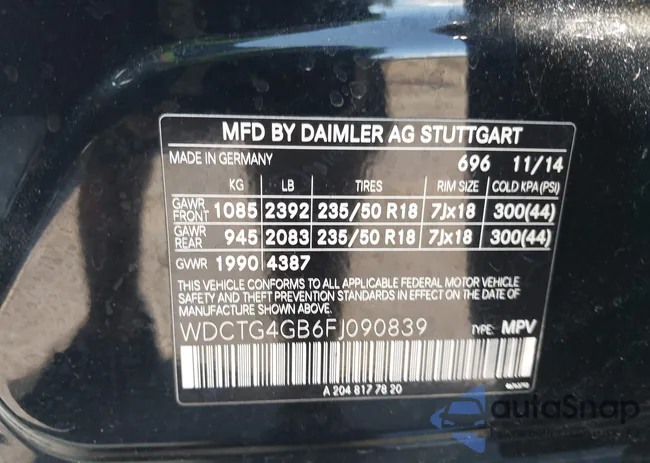 MFD BY DAIMLER AG STUTTGART
MADE IN GERMANY 696 11/14
KG LB TIRES RIM SIZE COLD KPA(PSI)
GAWR FRONT 1085 2392 235/50 R18 7Jx18 300(44)
GAWR REAR 945 2083 235/50 R18 7Jx18 300(44)
GVWR 1990 4387
THIS VEHICLE CONFORMS TO ALL APPLICABLE FEDERAL MOTOR VEHICLE
SAFETY AND THEFT PREVENTION STANDARDS IN EFFECT ON THE DATE OF
MANUFACTURE SHOWN ABOVE.
WDCTG4GB6FJ090839 TYPE: MPV
A 204 817 78 20
autoSnap